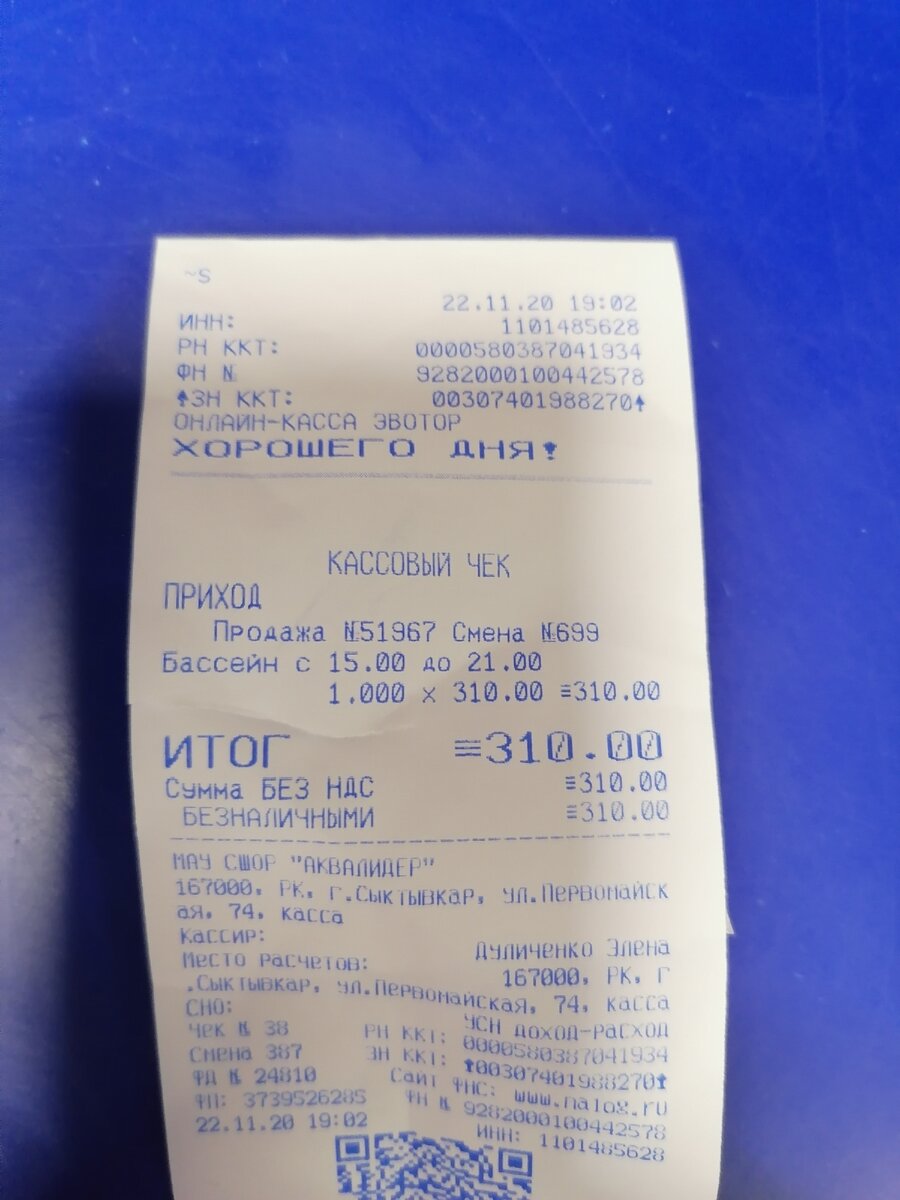 ~S
22.11.20 19:02
ИНН: 1101485628
РН ККТ: 0000580387041934
ФН № 9282000100442578
↑ЗН ККТ: 00307401988270↑
ОНЛАЙН-КАССА ЭВОТОР
ХОРОШЕГО ДНЯ!
КАССОВЫЙ ЧЕК
ПРИХОД
Продажа №51967 Смена №699
Бассейн с 15.00 до 21.00
1.000 x 310.00 ≡310.00
ИТОГ ≡310.00
Сумма БЕЗ НДС ≡310.00
БЕЗНАЛИЧНЫМИ ≡310.00
МАУ СШОР "АКВАЛИДЕР"
167000, РК, г.Сыктывкар, ул.Первомайск
ая, 74, касса
Кассир: Дуличенко Элена
Место расчетов: 167000, РК, г
.Сыктывкар, ул.Первомайская, 74, касса
СНО: УСН доход-расход
Чек № 38 РН ККТ: 0000580387041934
Смена 387 ЗН ККТ: ↑00307401988270↑
ФД № 24810 Сайт ФНС: www.nalog.ru
ФП: 3739526285 ФН № 9282000100442578
22.11.20 19:02 ИНН: 1101485628